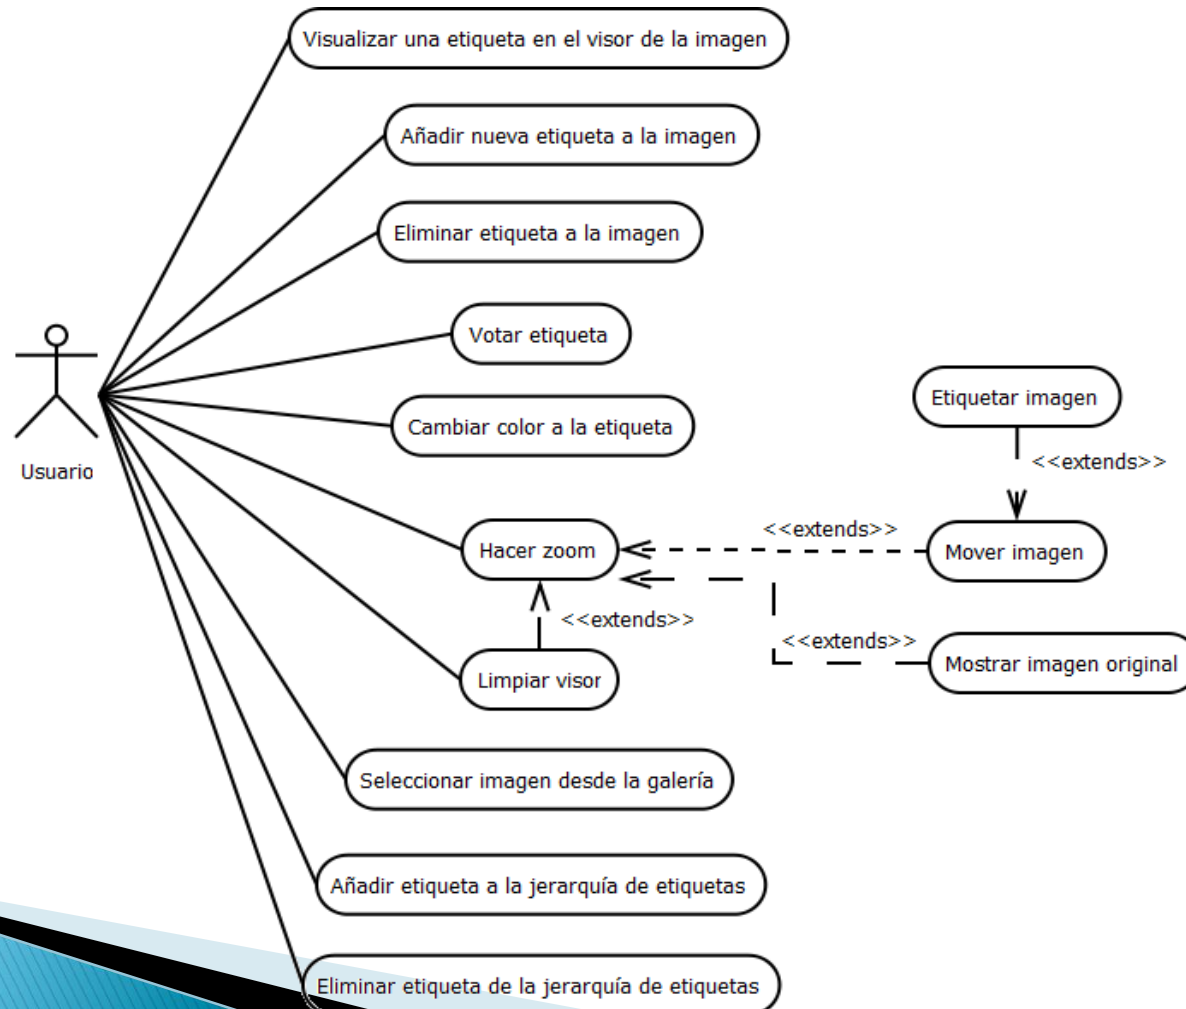 Visualizar una etiqueta en el visor de la imagen
Añadir nueva etiqueta a la imagen
Eliminar etiqueta a la imagen
Votar etiqueta
Cambiar color a la etiqueta
Etiquetar imagen
Usuario
<<extends>>
<<extends>>
Hacer zoom
Mover imagen
<<extends>>
<<extends>>
Limpiar visor
Mostrar imagen original
Seleccionar imagen desde la galería
Añadir etiqueta a la jerarquía de etiquetas
Eliminar etiqueta de la jerarquía de etiquetas